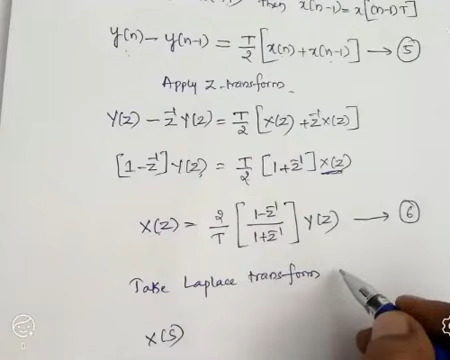 then x(n-1) = x[(n-1)T]
y(n) - y(n-1) = T/2 [x(n) + x(n-1)] → ⑤
Apply Z-transform.
Y(Z) - z⁻¹Y(Z) = T/2 [X(Z) + z⁻¹X(Z)]
[1-z⁻¹]Y(Z) = T/2 [1+z⁻¹] X(Z)
X(Z) = 2/T [1-z⁻¹/1+z⁻¹] Y(Z) → ⑥
Take Laplace transform
X(S)